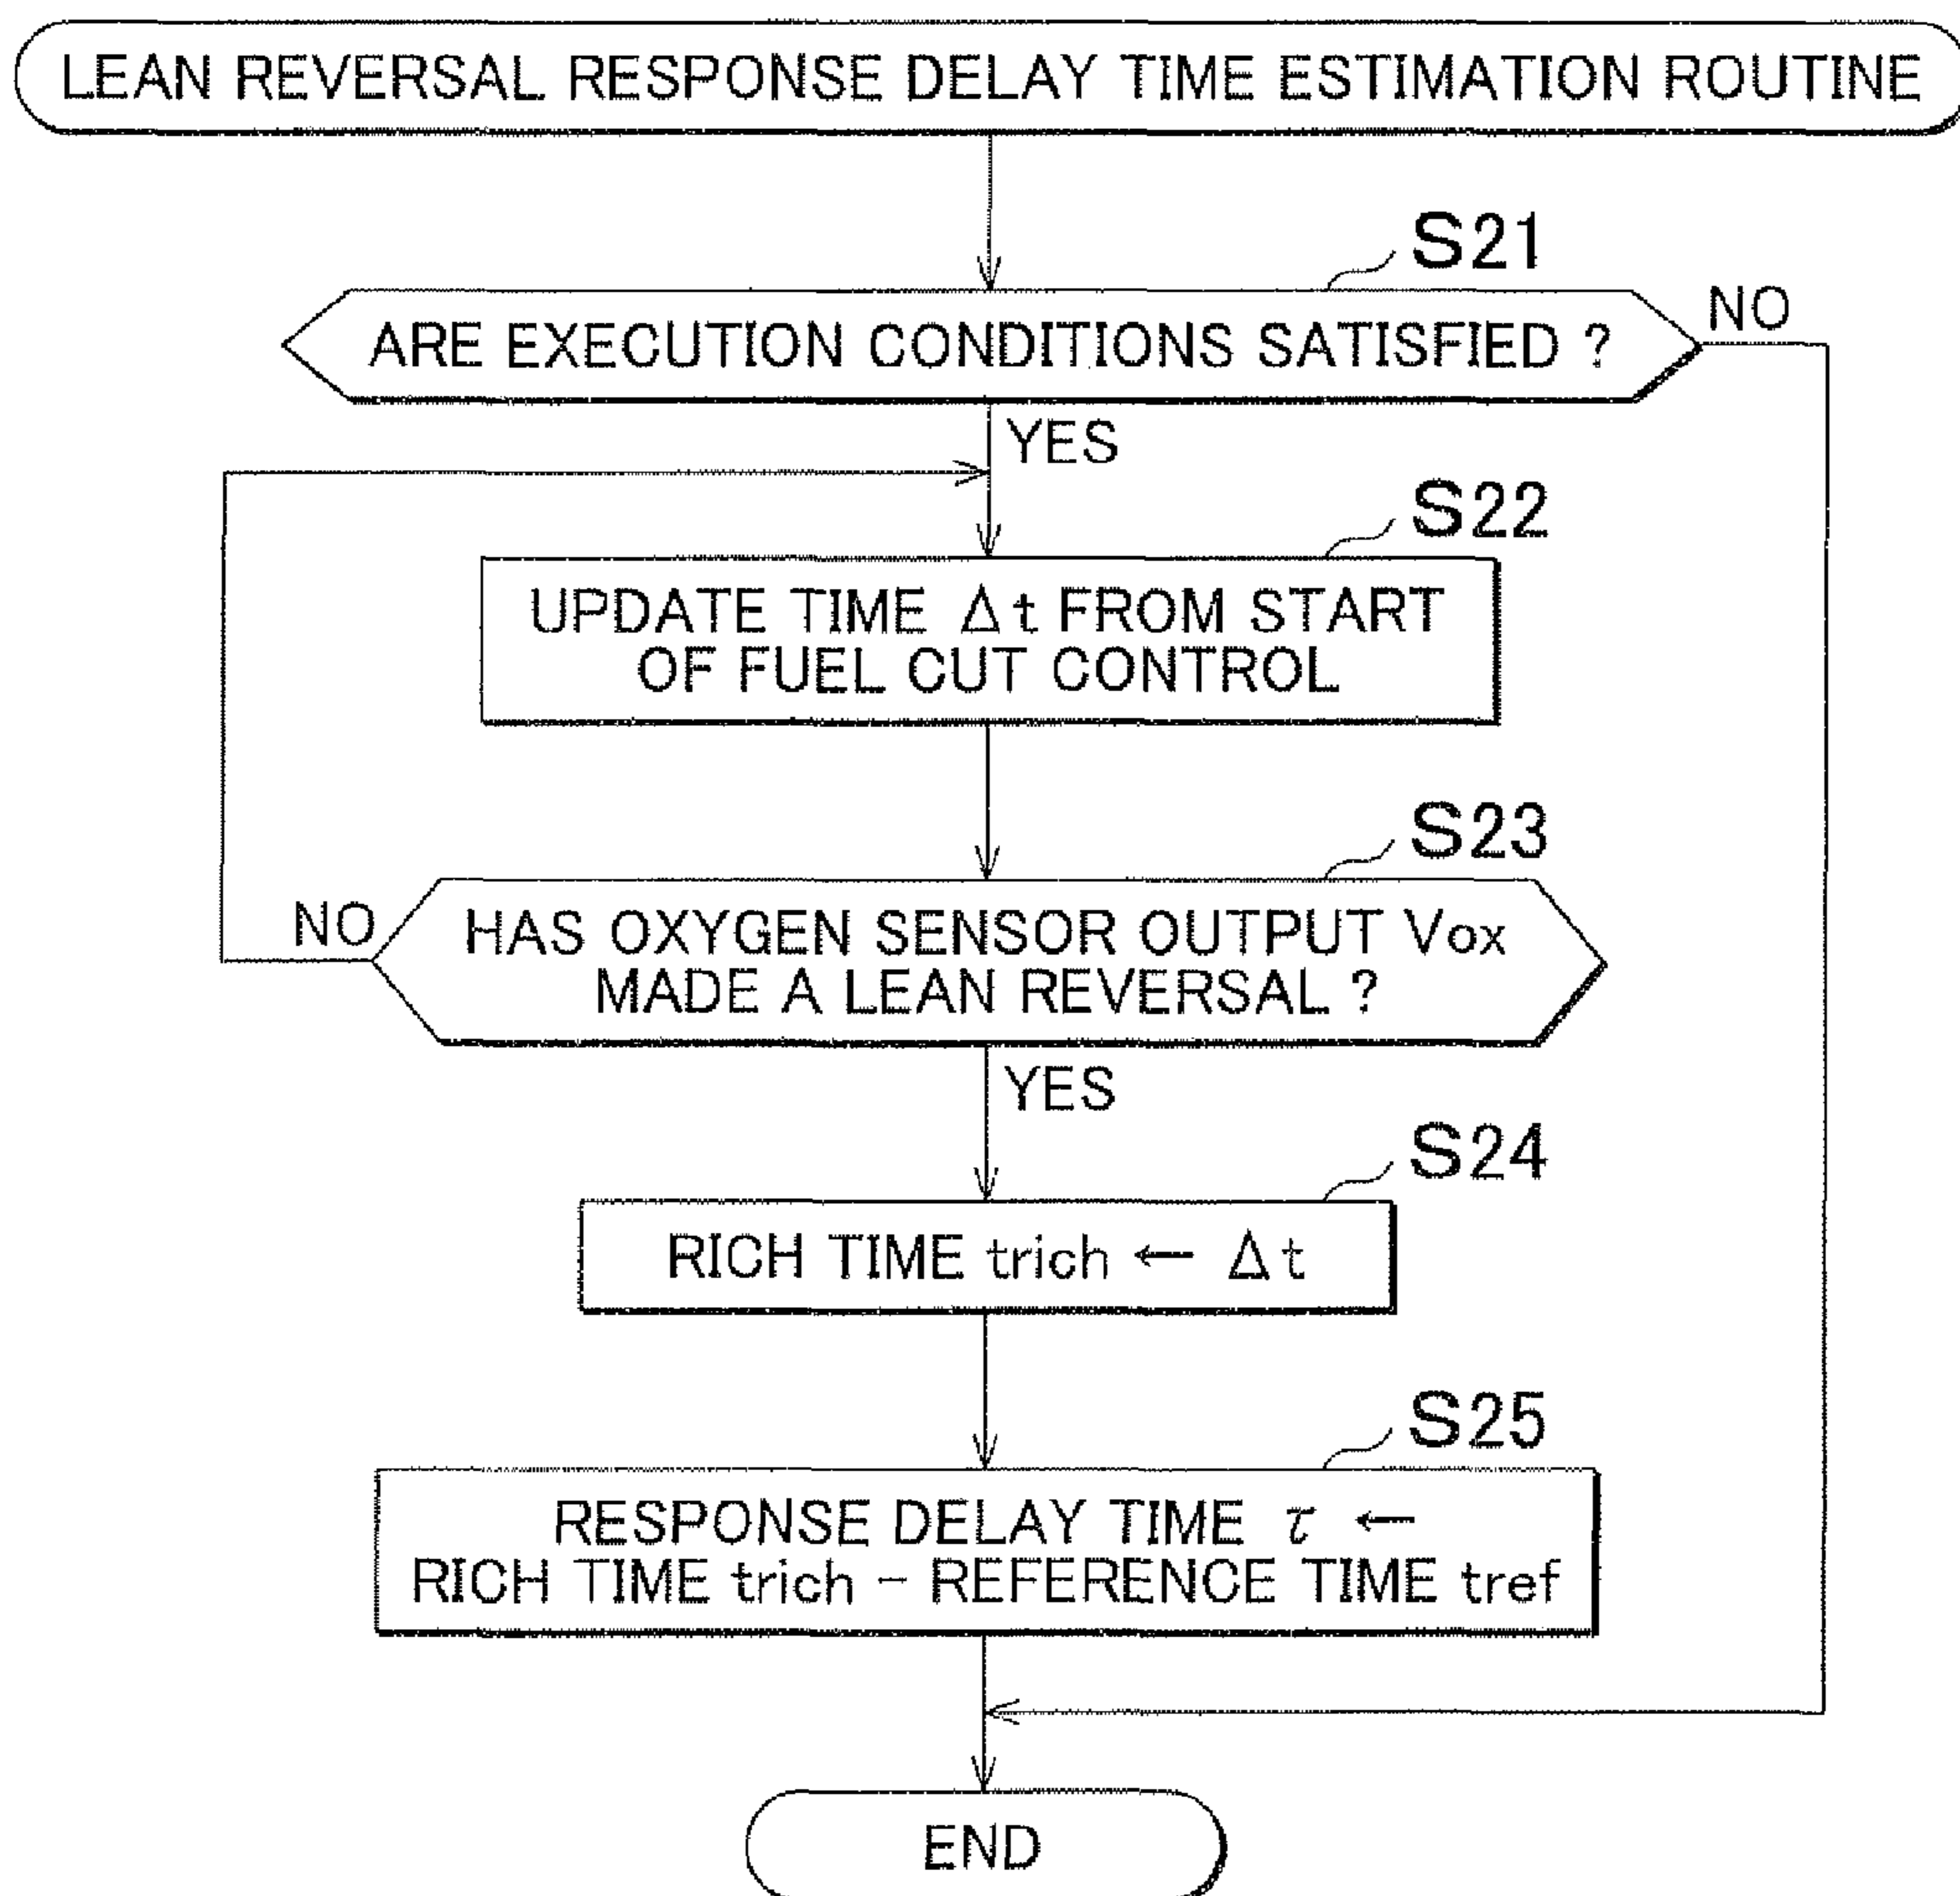 LEAN REVERSAL RESPONSE DELAY TIME ESTIMATION ROUTINE
S21
ARE EXECUTION CONDITIONS SATISFIED ?
NO
YES
S22
UPDATE TIME Δt FROM START
OF FUEL CUT CONTROL
S23
NO
HAS OXYGEN SENSOR OUTPUT Vox
MADE A LEAN REVERSAL ?
YES
S24
RICH TIME trich ← Δt
S25
RESPONSE DELAY TIME τ ←
RICH TIME trich − REFERENCE TIME tref
END